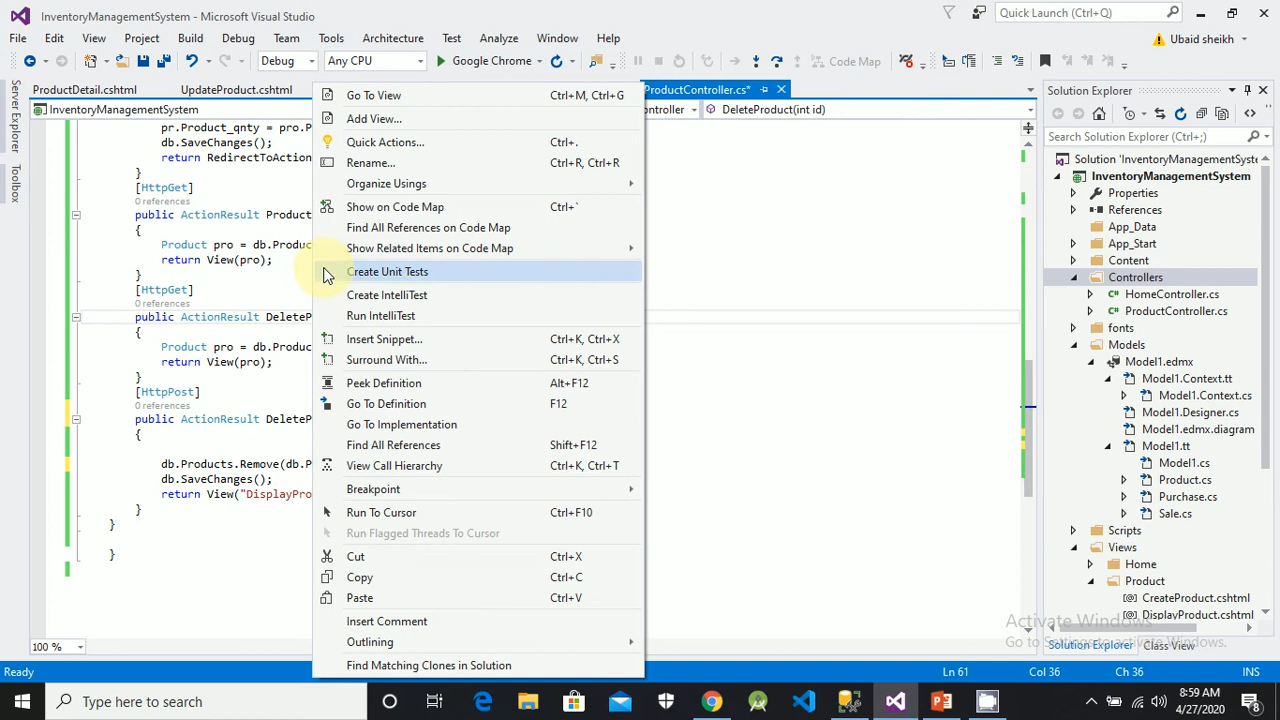 InventoryManagementSystem - Microsoft Visual Studio
Quick Launch (Ctrl+Q)
File Edit View Project Build Debug Team Tools Architecture Test Analyze Window Help
Ubaid sheikh
Debug Any CPU Google Chrome Code Map
Server Explorer
Toolbox
ProductDetail.cshtml UpdateProduct.cshtml ProductController.cs*
InventoryManagementSystem ontroller DeleteProduct(int id)
pr.Product_qnty = pro.P
db.SaveChanges();
return RedirectToAction
}
[HttpGet]
0 references
public ActionResult Produc
{
Product pro = db.Produc
return View(pro);
}
[HttpGet]
0 references
public ActionResult DeleteP
{
Product pro = db.Produc
return View(pro);
}
[HttpPost]
0 references
public ActionResult DeleteP
{
db.Products.Remove(db.P
db.SaveChanges();
return View("DisplayPro
}
}
}
100 %
Go To View Ctrl+M, Ctrl+G
Add View...
Quick Actions... Ctrl+.
Rename... Ctrl+R, Ctrl+R
Organize Usings
Show on Code Map Ctrl+`
Find All References on Code Map
Show Related Items on Code Map
Create Unit Tests
Create IntelliTest
Run IntelliTest
Insert Snippet... Ctrl+K, Ctrl+X
Surround With... Ctrl+K, Ctrl+S
Peek Definition Alt+F12
Go To Definition F12
Go To Implementation
Find All References Shift+F12
View Call Hierarchy Ctrl+K, Ctrl+T
Breakpoint
Run To Cursor Ctrl+F10
Run Flagged Threads To Cursor
Cut Ctrl+X
Copy Ctrl+C
Paste Ctrl+V
Insert Comment
Outlining
Find Matching Clones in Solution
Solution Explorer
Search Solution Explorer (Ctrl+;)
Solution 'InventoryManagementSyste
InventoryManagementSystem
Properties
References
App_Data
App_Start
Content
Controllers
HomeController.cs
ProductController.cs
fonts
Models
Model1.edmx
Model1.Context.tt
Model1.Context.cs
Model1.Designer.cs
Model1.edmx.diagram
Model1.tt
Model1.cs
Product.cs
Purchase.cs
Sale.cs
Scripts
Views
Home
Product
CreateProduct.cshtml
DisplayProduct.cshtml
Activate Windows
Go to Settings to activate Windows.
Solution Explorer Class View
Ready Ln 61 Col 36 Ch 36 INS
Type here to search
8:59 AM
4/27/2020
8